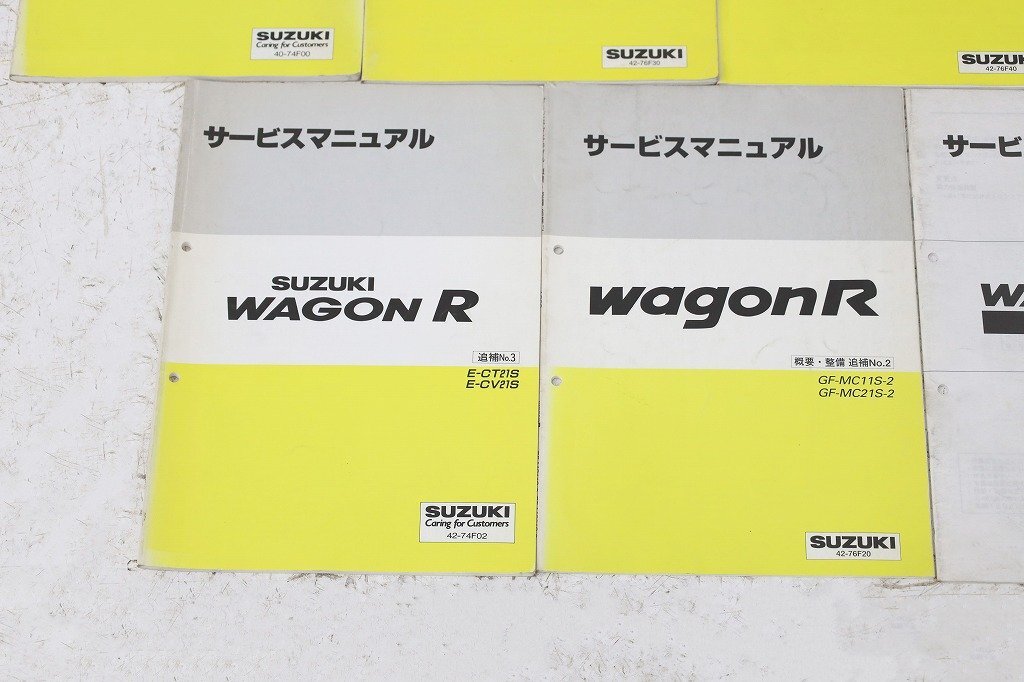 SUZUKI
Caring for Customers
40-74F00
SUZUKI
42-76F30
SUZUK
42-76F40
サービスマニュアル
SUZUKI
WAGON R
追補No.3
E-CT21S
E-CV21S
SUZUKI
Caring for Customers
42-74F02
サービスマニュアル
wagonR
概要・整備 追補No.2
GF-MC11S-2
GF-MC21S-2
SUZUKI
42-76F20
サービ
WA